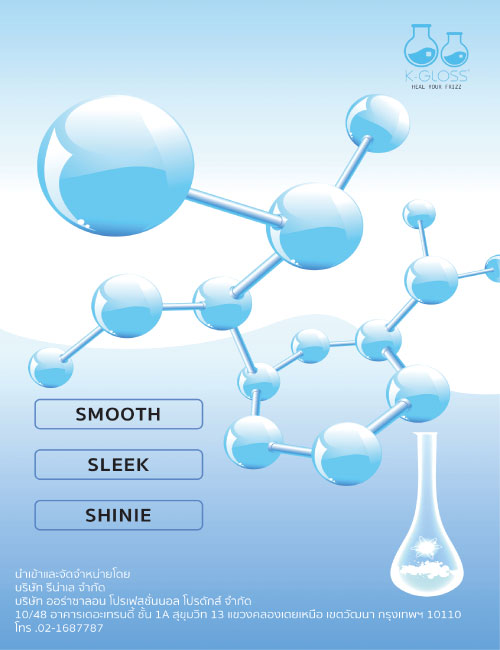 K-GLOSS
HEAL YOUR FRIZZ
SMOOTH
SLEEK
SHINIE
นำเข้าและจัดจำหน่ายโดย
บริษัท รีน่าเล จำกัด
บริษัท ออร่าซาลอน โปรเฟสชั่นนอล โปรดักส์ จำกัด
10/48 อาคารเดอะเทรนดี้ ชั้น 1A สุขุมวิท 13 แขวงคลองเตยเหนือ เขตวัฒนา กรุงเทพฯ 10110
โทร .02-1687787